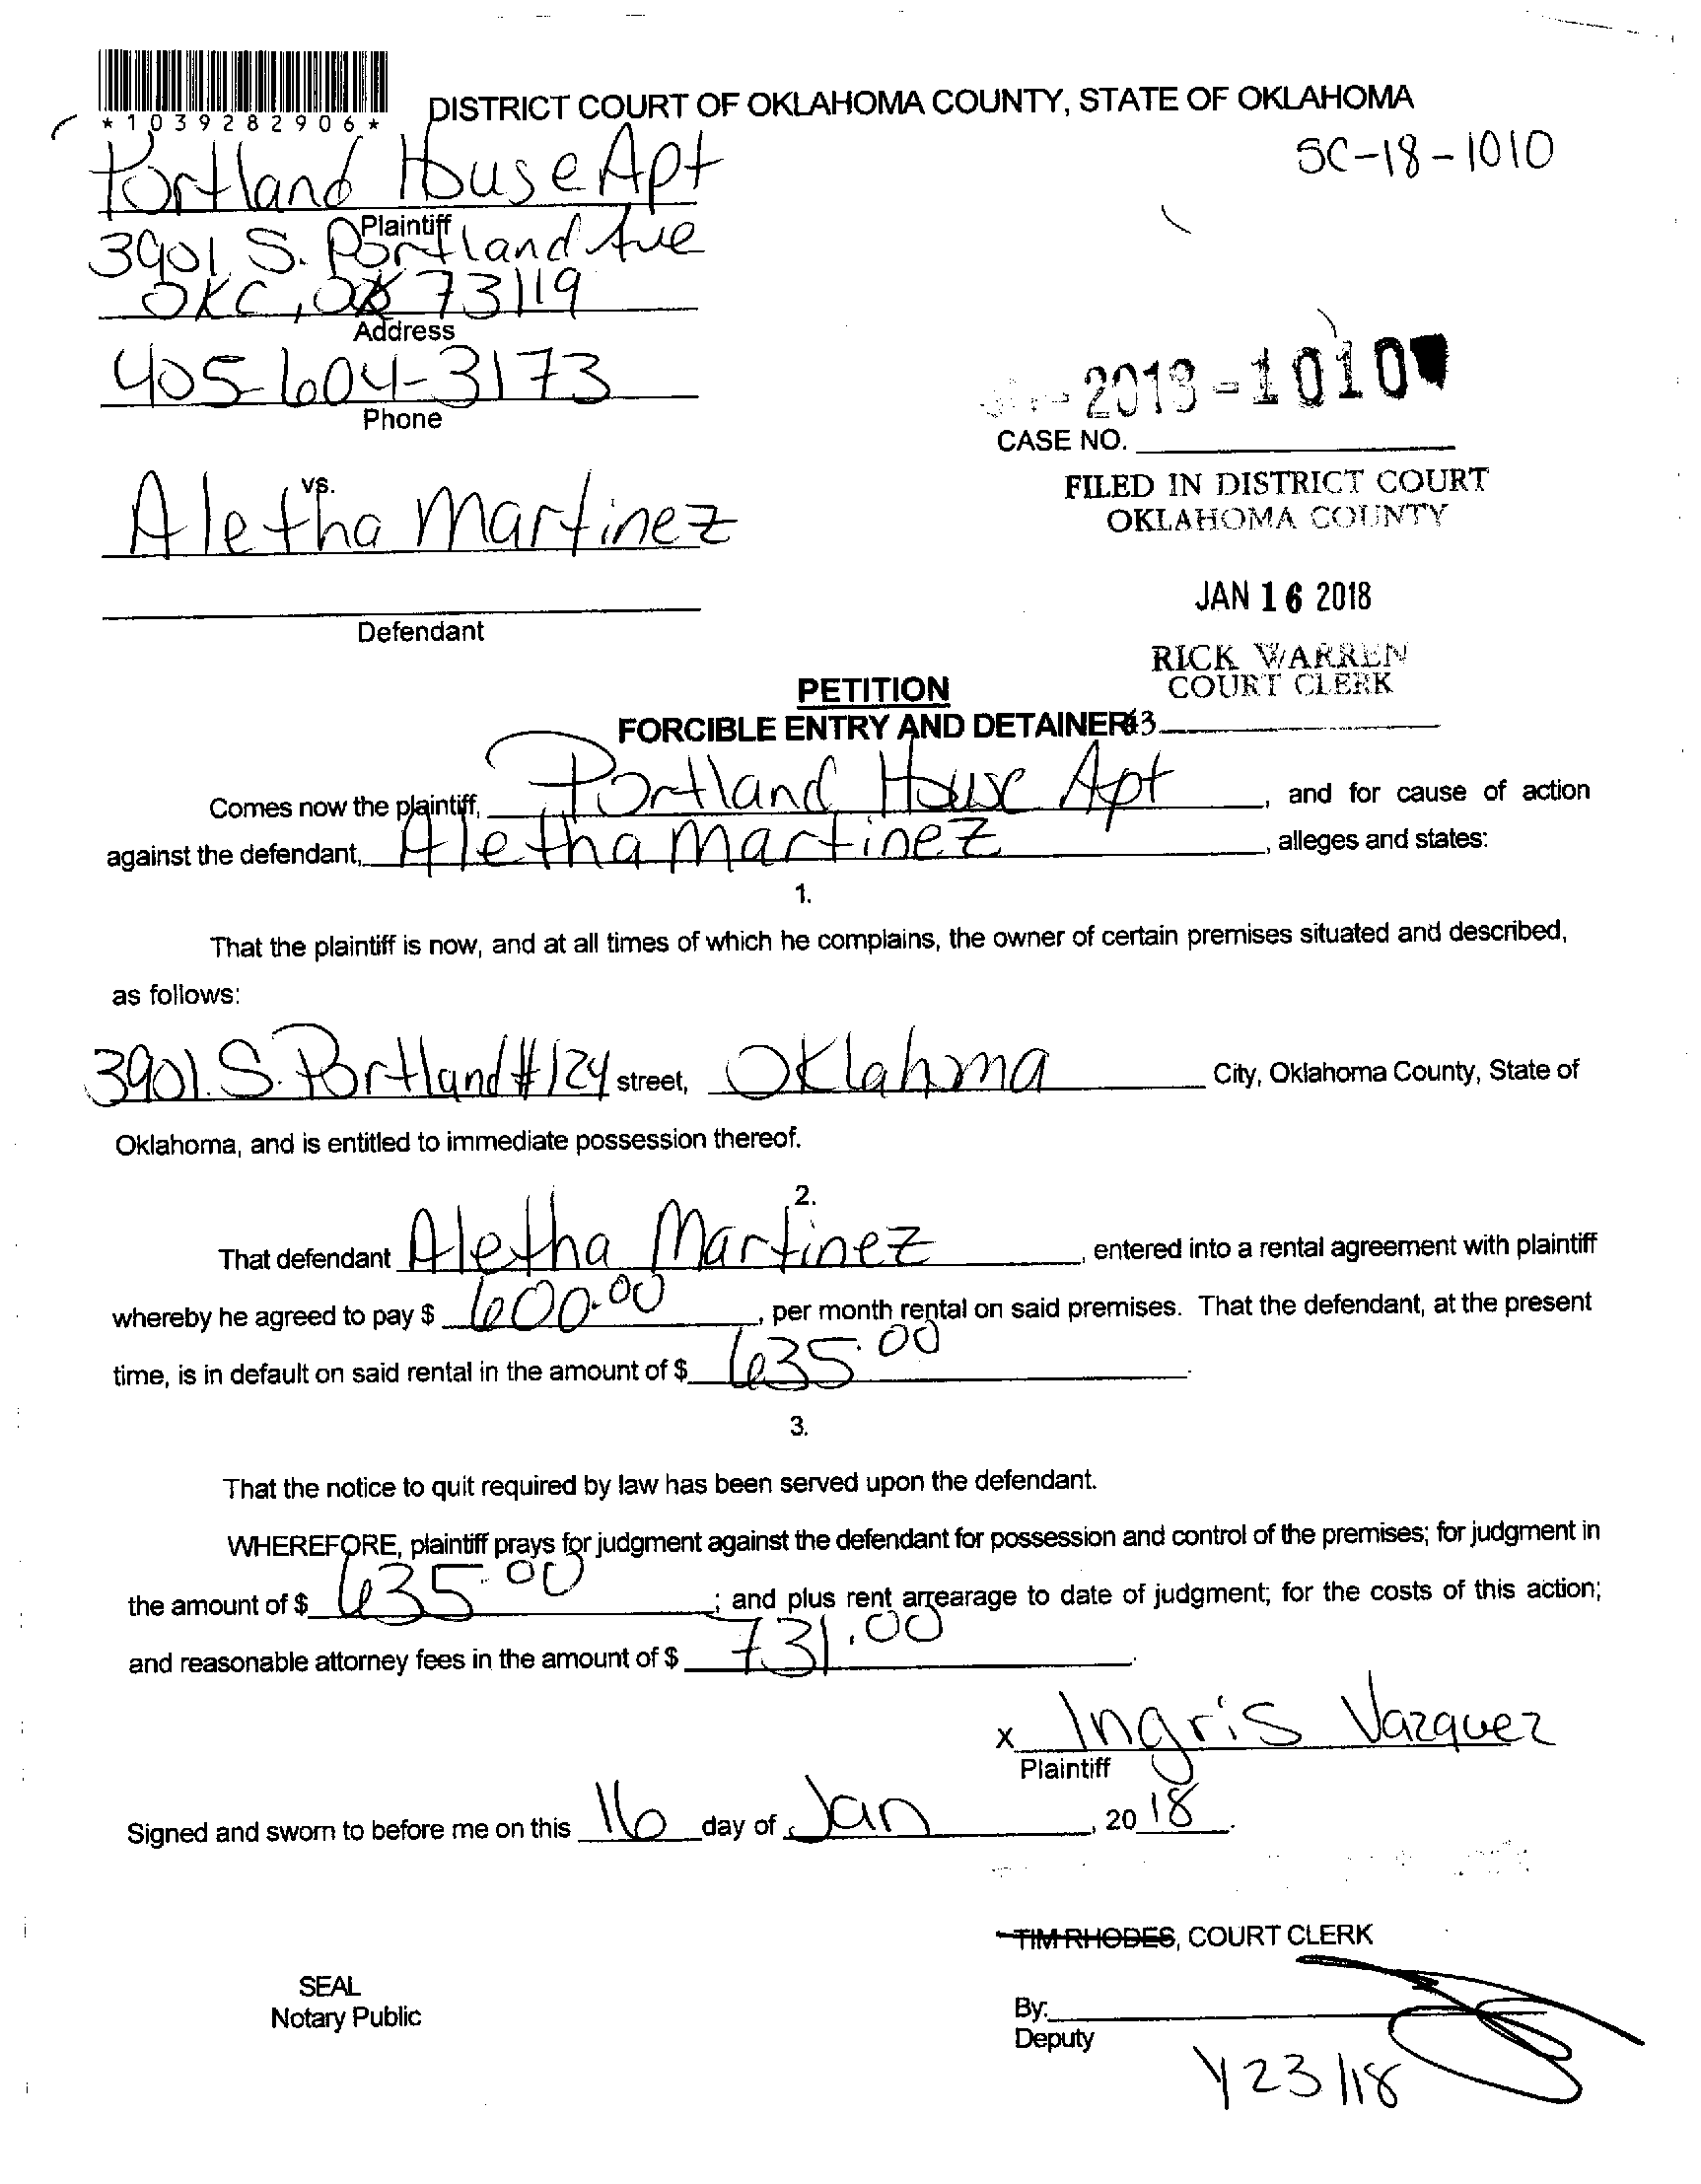 *1039282906*
DISTRICT COURT OF OKLAHOMA COUNTY, STATE OF OKLAHOMA
SC-18-1010
Portland House Apt
Plaintiff
3901 S. Portland Ave
OKC, OK 73119
Address
405-604-3173
Phone
-2018-1010
CASE NO.
vs.
Aletha Martinez
FILED IN DISTRICT COURT
OKLAHOMA COUNTY
JAN 16 2018
Defendant
RICK WARREN
COURT CLERK
PETITION
FORCIBLE ENTRY AND DETAINER
43
Comes now the plaintiff, Portland House Apt, and for cause of action
against the defendant, Aletha Martinez, alleges and states:
1.
That the plaintiff is now, and at all times of which he complains, the owner of certain premises situated and described,
as follows:
3901 S. Portland #124 street, Oklahoma City, Oklahoma County, State of
Oklahoma, and is entitled to immediate possession thereof.
2.
That defendant Aletha Martinez, entered into a rental agreement with plaintiff
whereby he agreed to pay $ 600.00, per month rental on said premises. That the defendant, at the present
time, is in default on said rental in the amount of $ 635.00.
3.
That the notice to quit required by law has been served upon the defendant.
WHEREFORE, plaintiff prays for judgment against the defendant for possession and control of the premises; for judgment in
the amount of $ 635.00; and plus rent arrearage to date of judgment; for the costs of this action;
and reasonable attorney fees in the amount of $ 731.00.
x Ingris Vazquez
Plaintiff
Signed and sworn to before me on this 16 day of Jan, 20 18.
TIM RHODES, COURT CLERK
SEAL
Notary Public
By:
Deputy
1/23/18